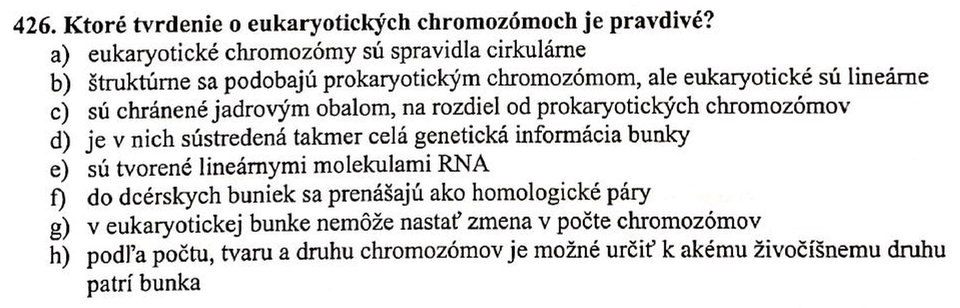 426. Ktoré tvrdenie o eukaryotických chromozómoch je pravdivé?
a) eukaryotické chromozómy sú spravidla cirkulárne
b) štruktúrne sa podobajú prokaryotickým chromozómom, ale eukaryotické sú lineárne
c) sú chránené jadrovým obalom, na rozdiel od prokaryotických chromozómov
d) je v nich sústredená takmer celá genetická informácia bunky
e) sú tvorené lineárnymi molekulami RNA
f) do dcérskych buniek sa prenášajú ako homologické páry
g) v eukaryotickej bunke nemôže nastať zmena v počte chromozómov
h) podľa počtu, tvaru a druhu chromozómov je možné určiť k akému živočíšnemu druhu
patrí bunka